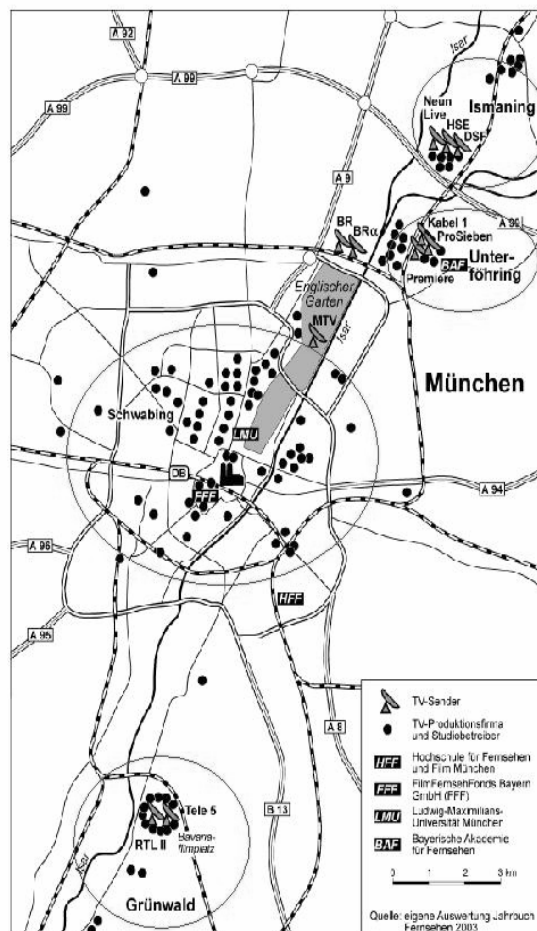 A 92
Isar
A 99
A 99
Neun
Live
HSE
DSF
Ismaning
A 9
BR
BRα
Kabel 1
ProSieben
A 99
BAF
Unter-
föhring
Premiere
Englischer
Garten
MTV
Isar
München
Schwabing
LMU
DB
FFF
A 94
A 96
HFF
A 95
A 8
B 13
Tele 5
RTL II
Bavaria-
filmplatz
Isar
Grünwald
TV-Sender
TV-Produktionsfirma
und Studiobetreiber
HFF Hochschule für Fernsehen
und Film München
FFF FilmFernsehFonds Bayern
GmbH (FFF)
LMU Ludwig-Maximilians-
Universität München
BAF Bayerische Akademie
für Fernsehen
0 1 2 3 km
Quelle: eigene Auswertung Jahrbuch
Fernsehen 2003